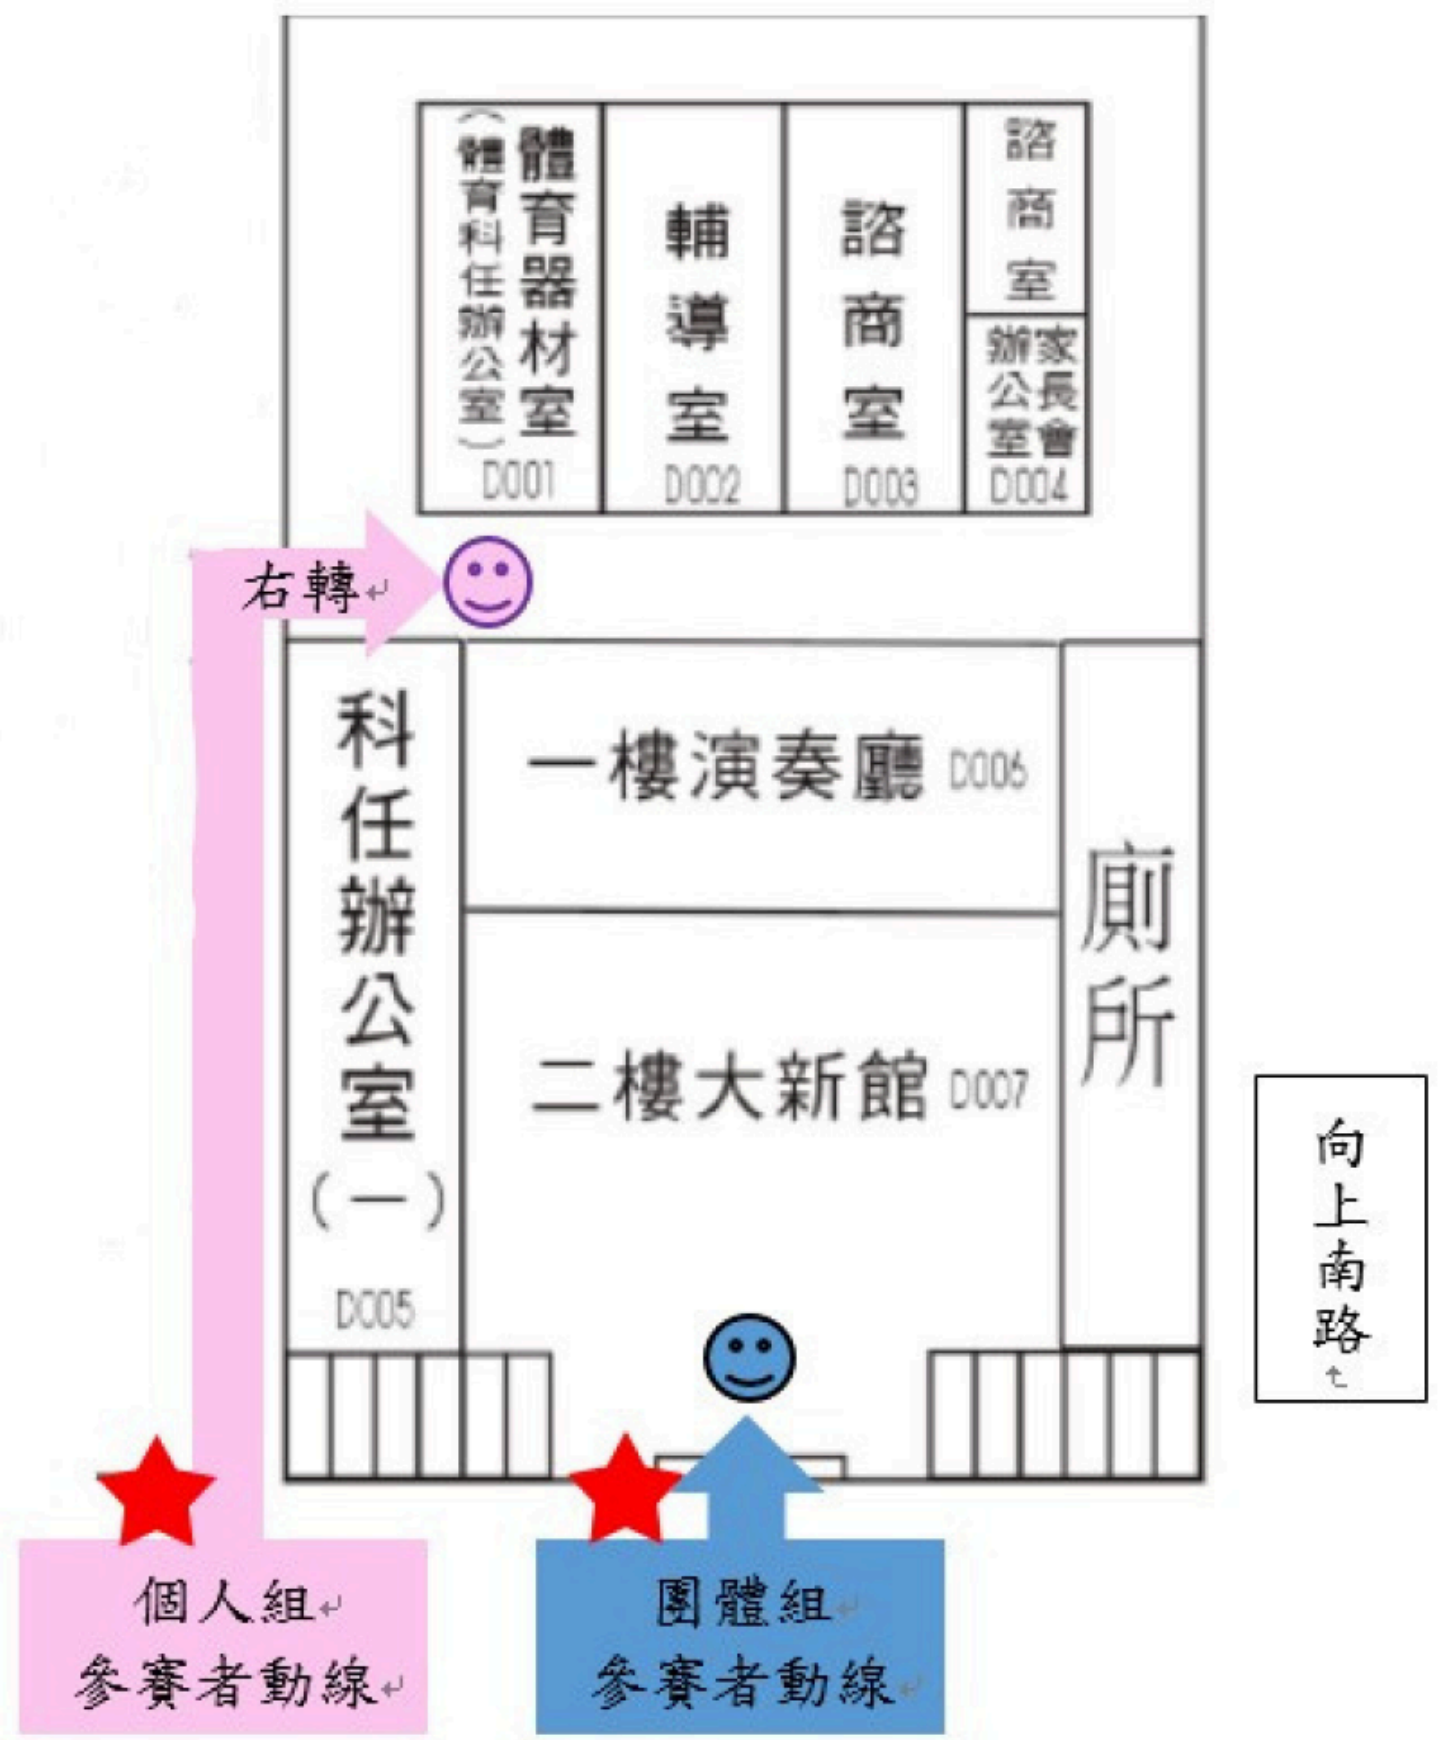 體育器材室
（體育科任辦公室）
D001
輔導室
D002
諮商室
D003
諮商室
家長會
辦公室
D004
右轉
科任辦公室
（一）
D005
一樓演奏廳 D006
二樓大新館 D007
廁所
向上南路
個人組
參賽者動線
團體組
參賽者動線